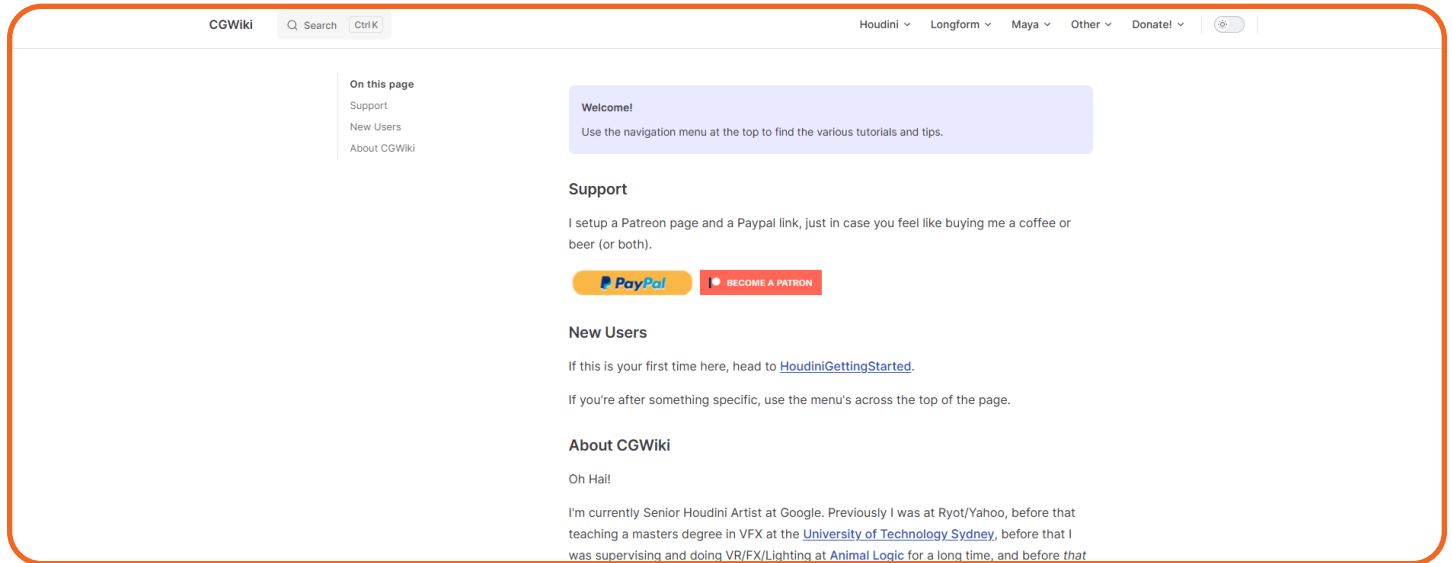 CGWiki Search Ctrl K Houdini Longform Maya Other Donate!
On this page
Support
New Users
About CGWiki
Welcome!
Use the navigation menu at the top to find the various tutorials and tips.
Support
I setup a Patreon page and a Paypal link, just in case you feel like buying me a coffee or
beer (or both).
PayPal BECOME A PATRON
New Users
If this is your first time here, head to HoudiniGettingStarted.
If you're after something specific, use the menu's across the top of the page.
About CGWiki
Oh Hai!
I'm currently Senior Houdini Artist at Google. Previously I was at Ryot/Yahoo, before that
teaching a masters degree in VFX at the University of Technology Sydney, before that I
was supervising and doing VR/FX/Lighting at Animal Logic for a long time, and before that